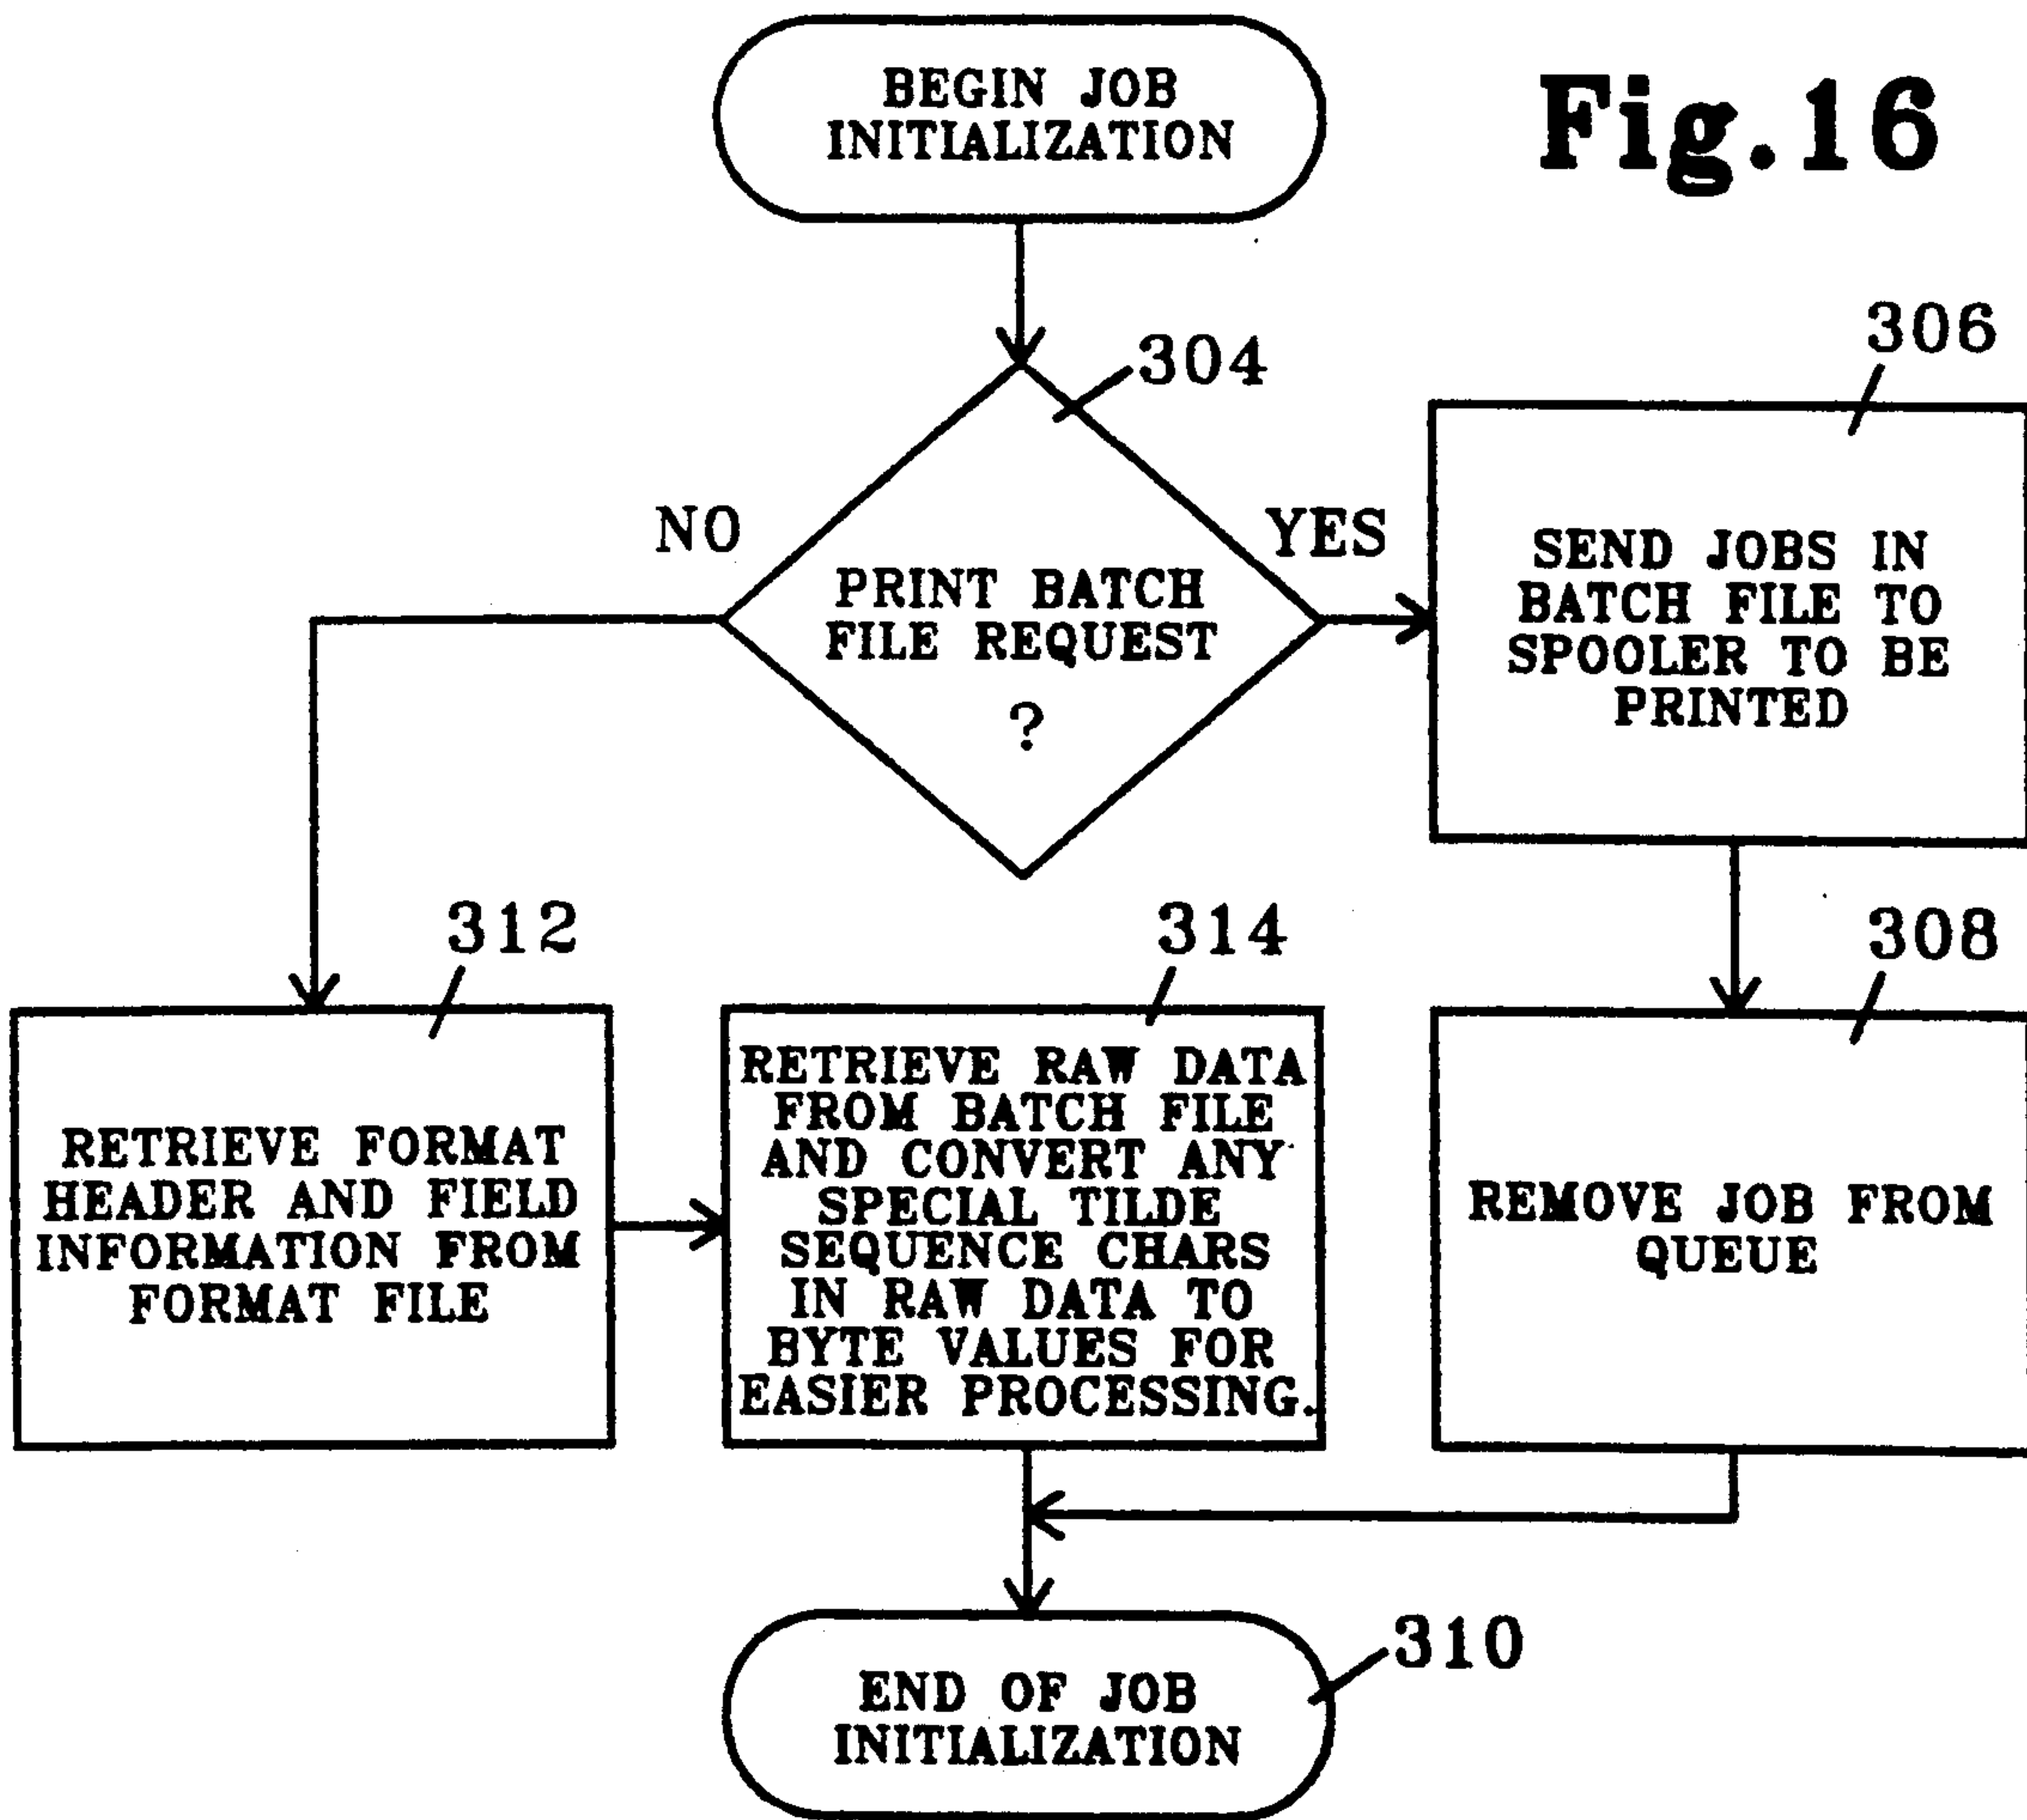 BEGIN JOB
INITIALIZATION
Fig.16
304
306
NO
YES
PRINT BATCH
FILE REQUEST
?
SEND JOBS IN
BATCH FILE TO
SPOOLER TO BE
PRINTED
312
314
308
RETRIEVE FORMAT
HEADER AND FIELD
INFORMATION FROM
FORMAT FILE
RETRIEVE RAW DATA
FROM BATCH FILE
AND CONVERT ANY
SPECIAL TILDE
SEQUENCE CHARS
IN RAW DATA TO
BYTE VALUES FOR
EASIER PROCESSING.
REMOVE JOB FROM
QUEUE
310
END OF JOB
INITIALIZATION